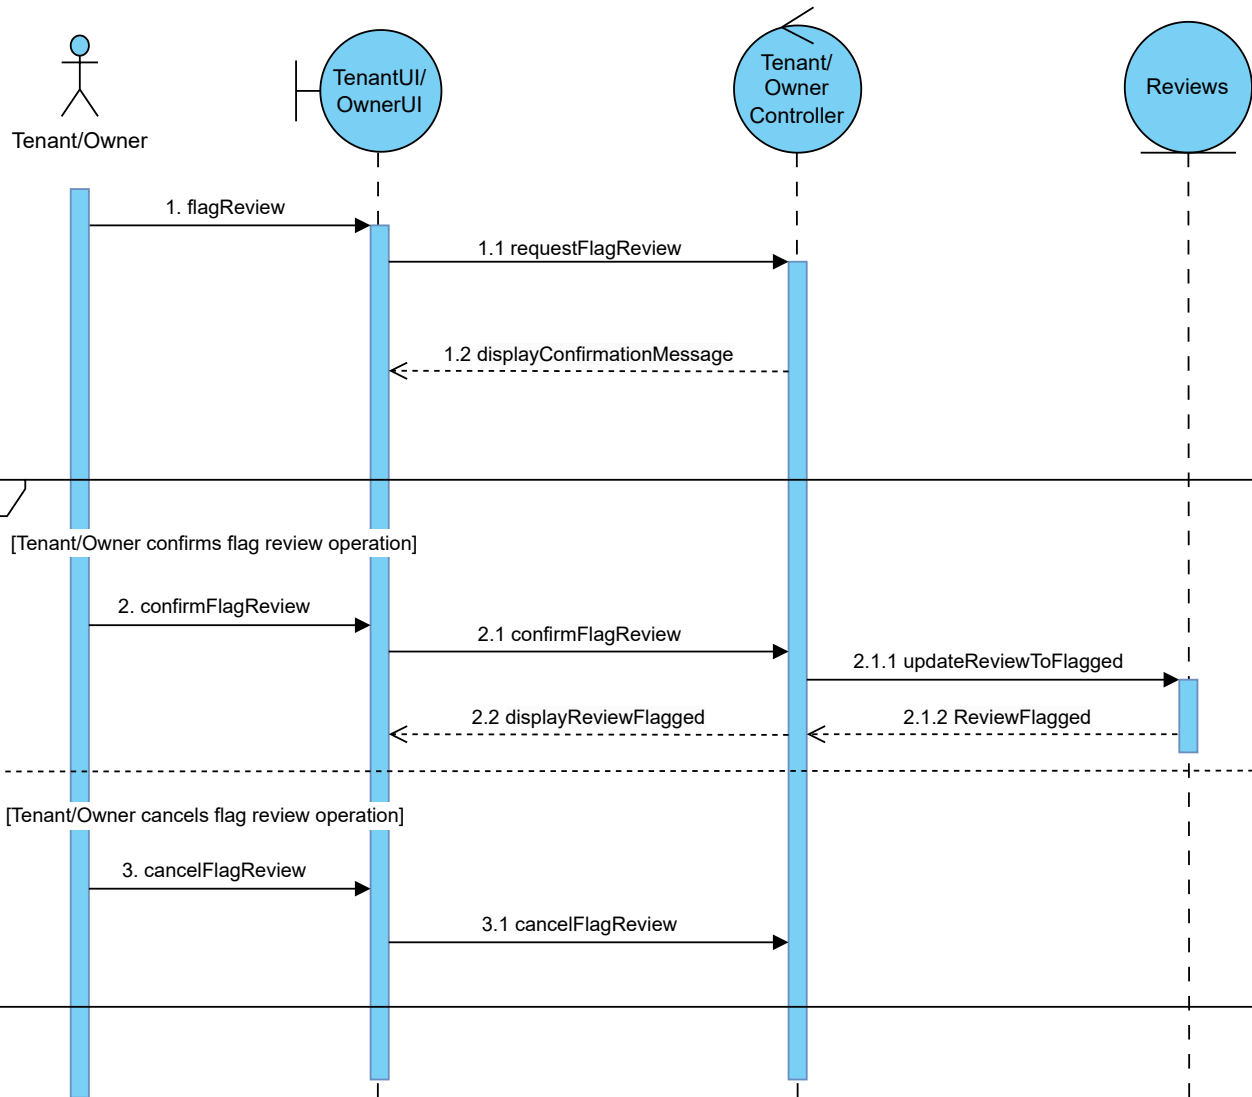 Tenant/Owner
TenantUI/
OwnerUI
Tenant/
Owner
Controller
Reviews
1. flagReview
1.1 requestFlagReview
1.2 displayConfirmationMessage
[Tenant/Owner confirms flag review operation]
2. confirmFlagReview
2.1 confirmFlagReview
2.1.1 updateReviewToFlagged
2.2 displayReviewFlagged
2.1.2 ReviewFlagged
[Tenant/Owner cancels flag review operation]
3. cancelFlagReview
3.1 cancelFlagReview